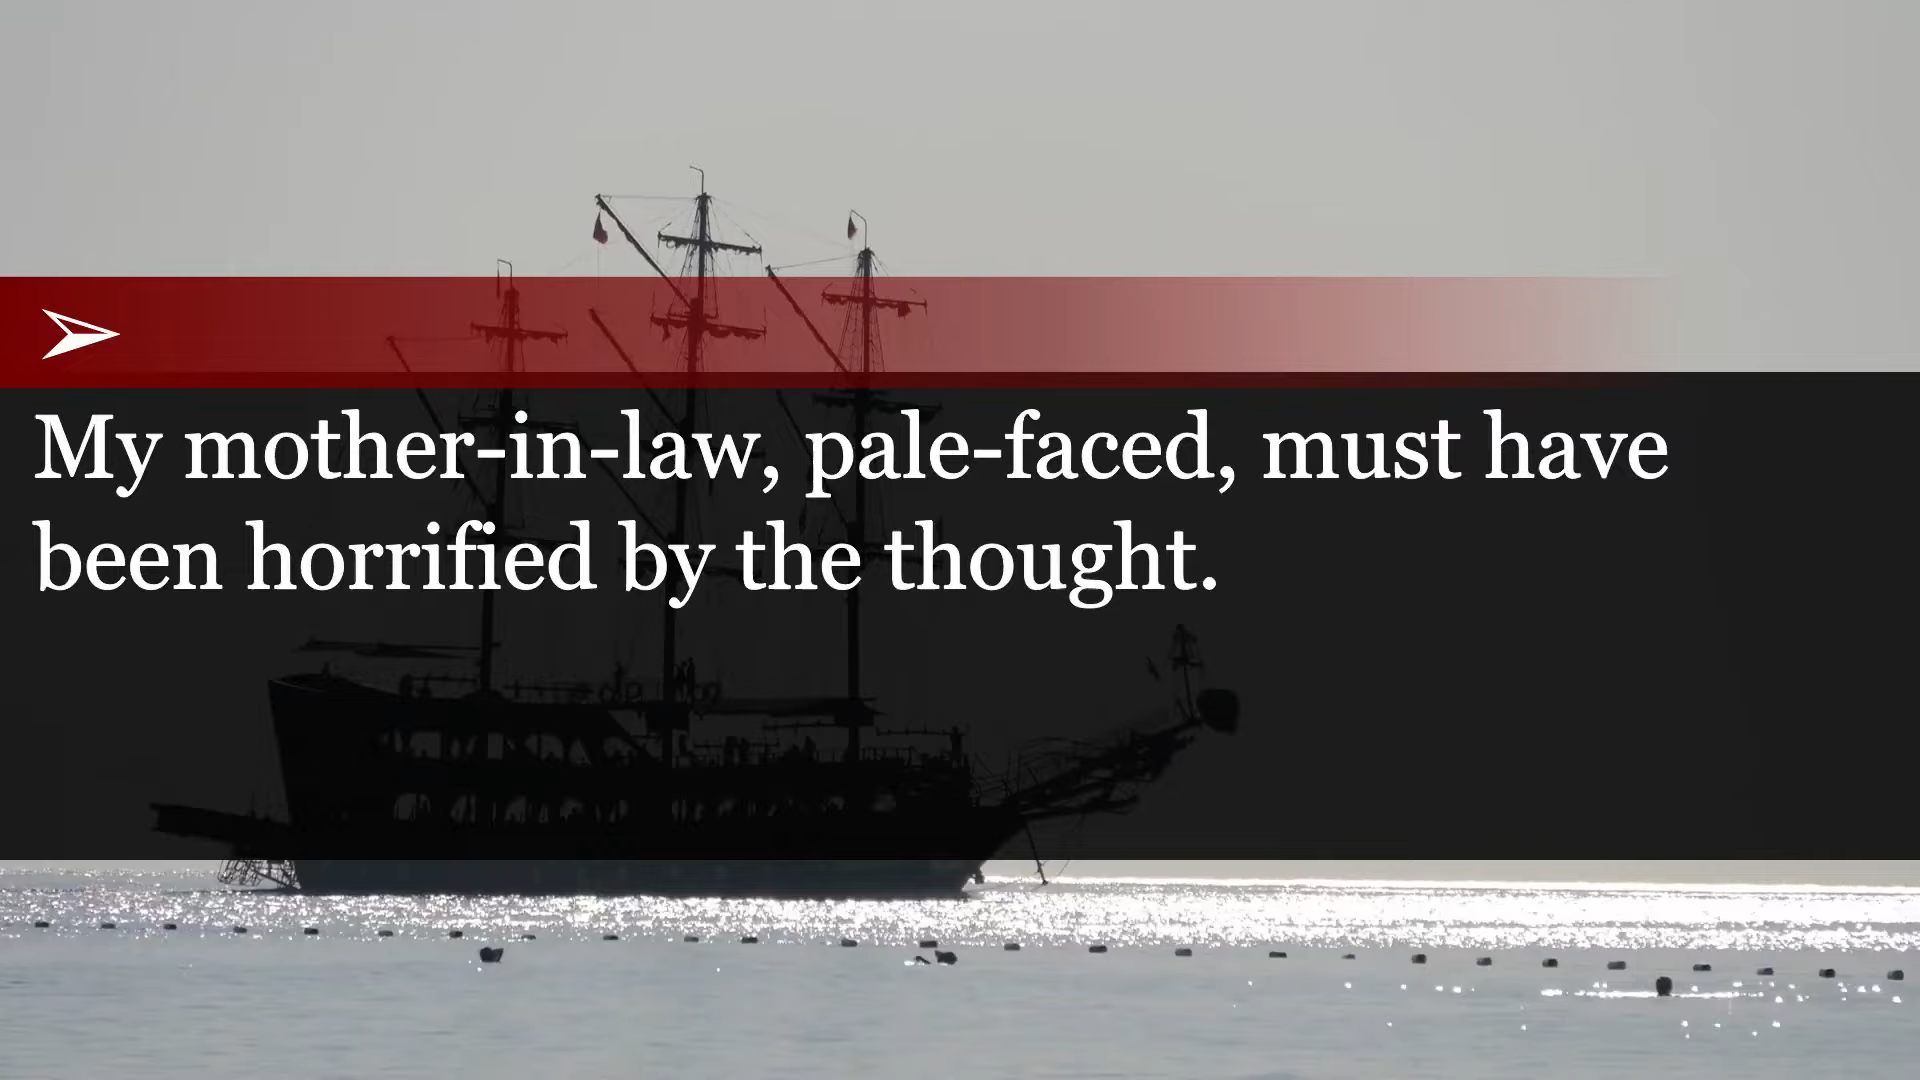 My mother-in-law, pale-faced, must have
been horrified by the thought.